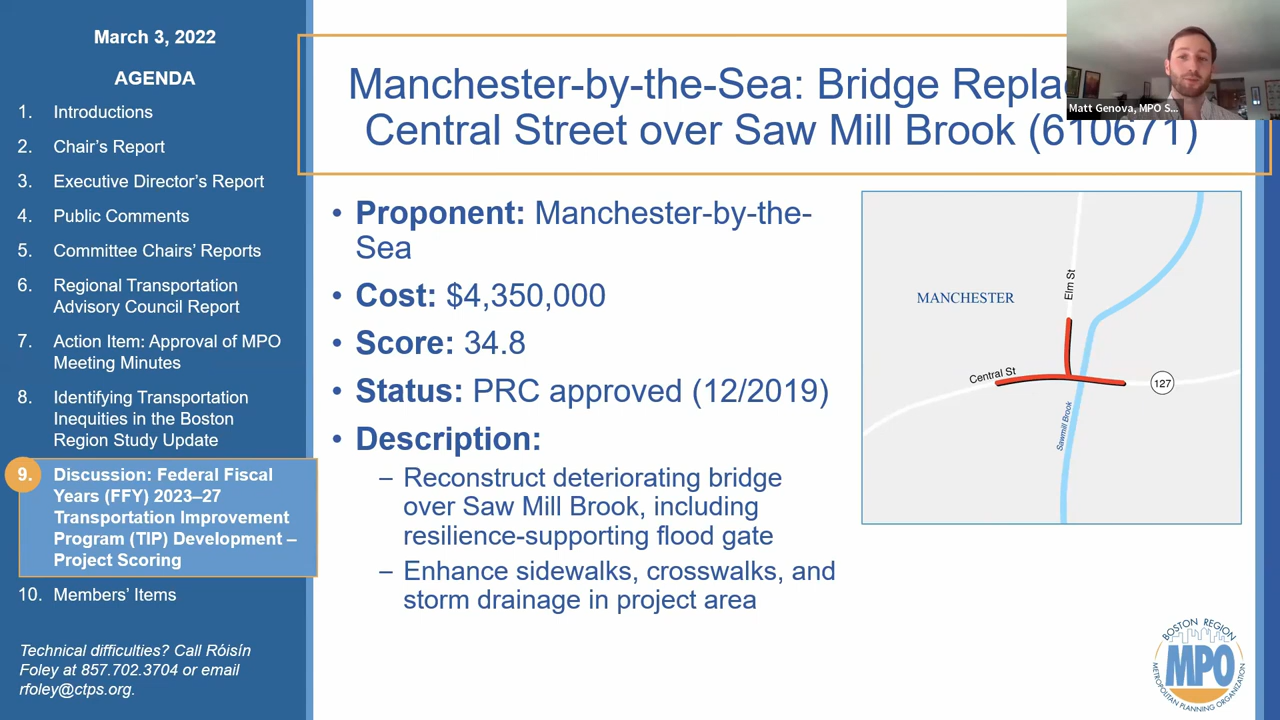 March 3, 2022
AGENDA
1. Introductions
2. Chair's Report
3. Executive Director's Report
4. Public Comments
5. Committee Chairs' Reports
6. Regional Transportation
Advisory Council Report
7. Action Item: Approval of MPO
Meeting Minutes
8. Identifying Transportation
Inequities in the Boston
Region Study Update
9. Discussion: Federal Fiscal
Years (FFY) 2023–27
Transportation Improvement
Program (TIP) Development –
Project Scoring
10. Members' Items
Technical difficulties? Call Róisín
Foley at 857.702.3704 or email
rfoley@ctps.org.
Manchester-by-the-Sea: Bridge Repla
Central Street over Saw Mill Brook (610671)
Matt Genova, MPO S...
• Proponent: Manchester-by-the-
Sea
• Cost: $4,350,000
• Score: 34.8
• Status: PRC approved (12/2019)
• Description:
– Reconstruct deteriorating bridge
over Saw Mill Brook, including
resilience-supporting flood gate
– Enhance sidewalks, crosswalks, and
storm drainage in project area
MANCHESTER
Elm St
Central St
127
Sawmill Brook
BOSTON REGION
MPO
METROPOLITAN PLANNING ORGANIZATION